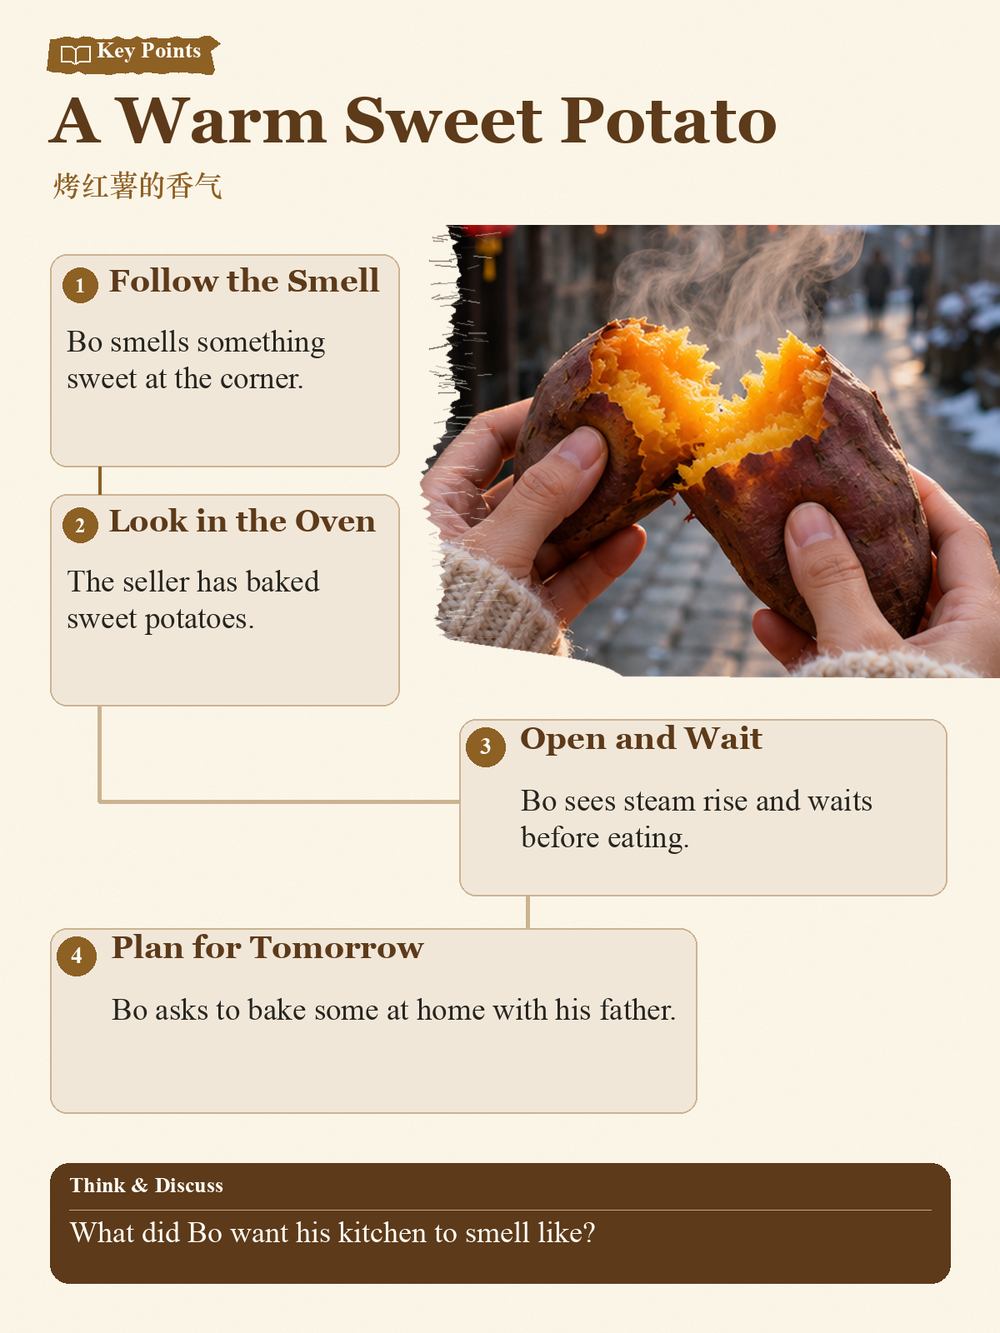 Key Points
A Warm Sweet Potato
烤红薯的香气
1 Follow the Smell
Bo smells something
sweet at the corner.
2 Look in the Oven
The seller has baked
sweet potatoes.
3 Open and Wait
Bo sees steam rise and waits
before eating.
4 Plan for Tomorrow
Bo asks to bake some at home with his father.
Think & Discuss
What did Bo want his kitchen to smell like?